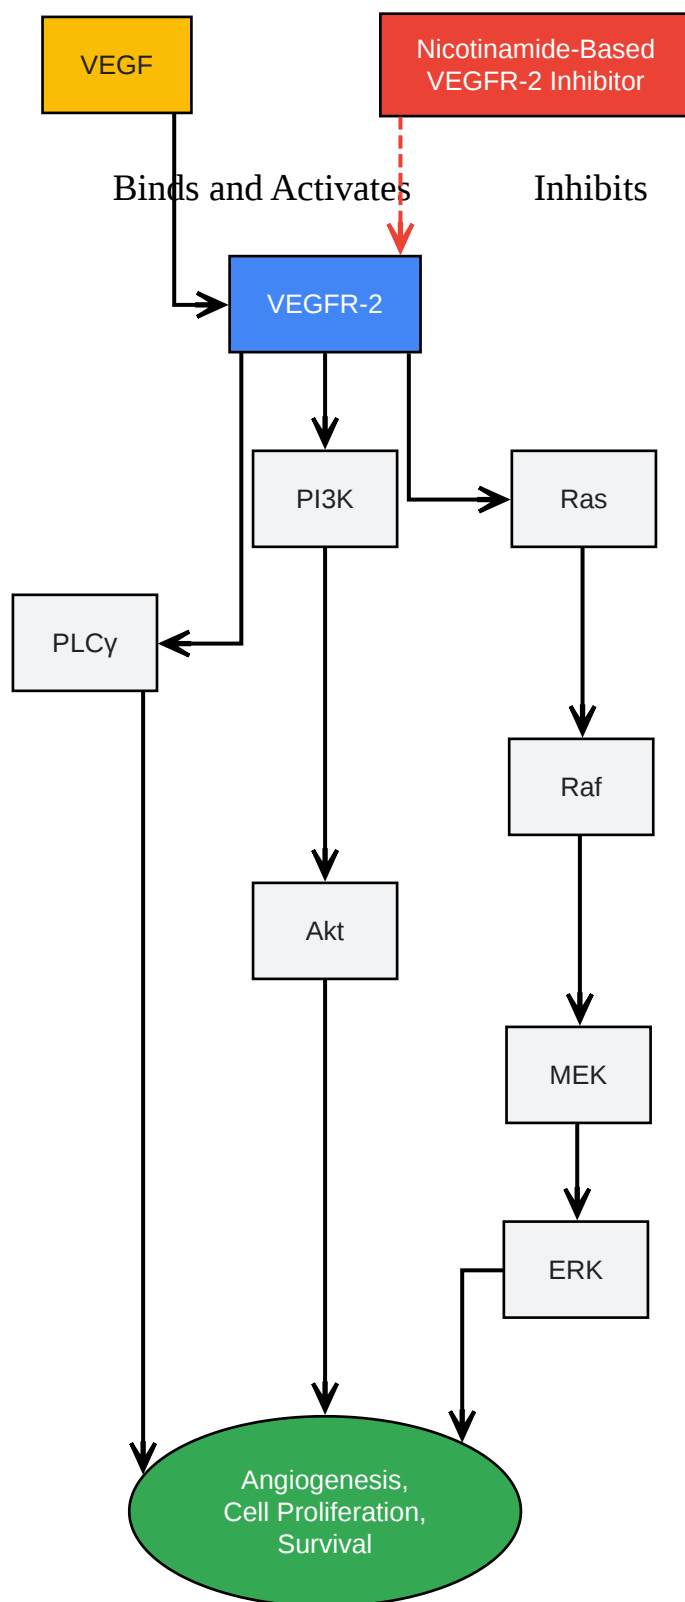 VEGF
Nicotinamide-Based
VEGFR-2 Inhibitor
Binds and Activates
Inhibits
VEGFR-2
PI3K
Ras
PLCγ
Raf
Akt
MEK
ERK
Angiogenesis,
Cell Proliferation,
Survival